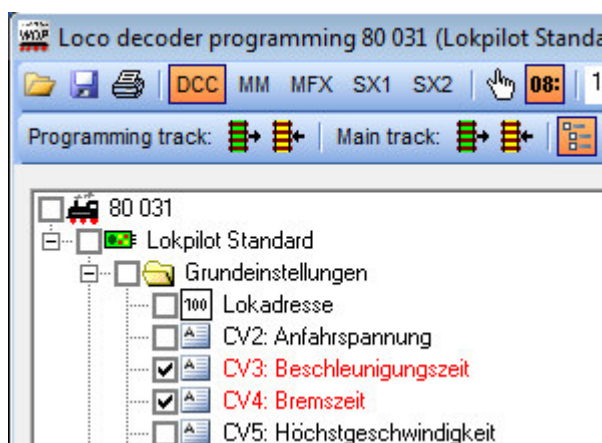 Loco decoder programming 80 031 (Lokpilot Standa
DCC MM MFX SX1 SX2 08: 1
Programming track: Main track:
80 031
Lokpilot Standard
Grundeinstellungen
100 Lokadresse
CV2: Anfahrspannung
CV3: Beschleunigungszeit
CV4: Bremszeit
CV5: Höchstgeschwindigkeit